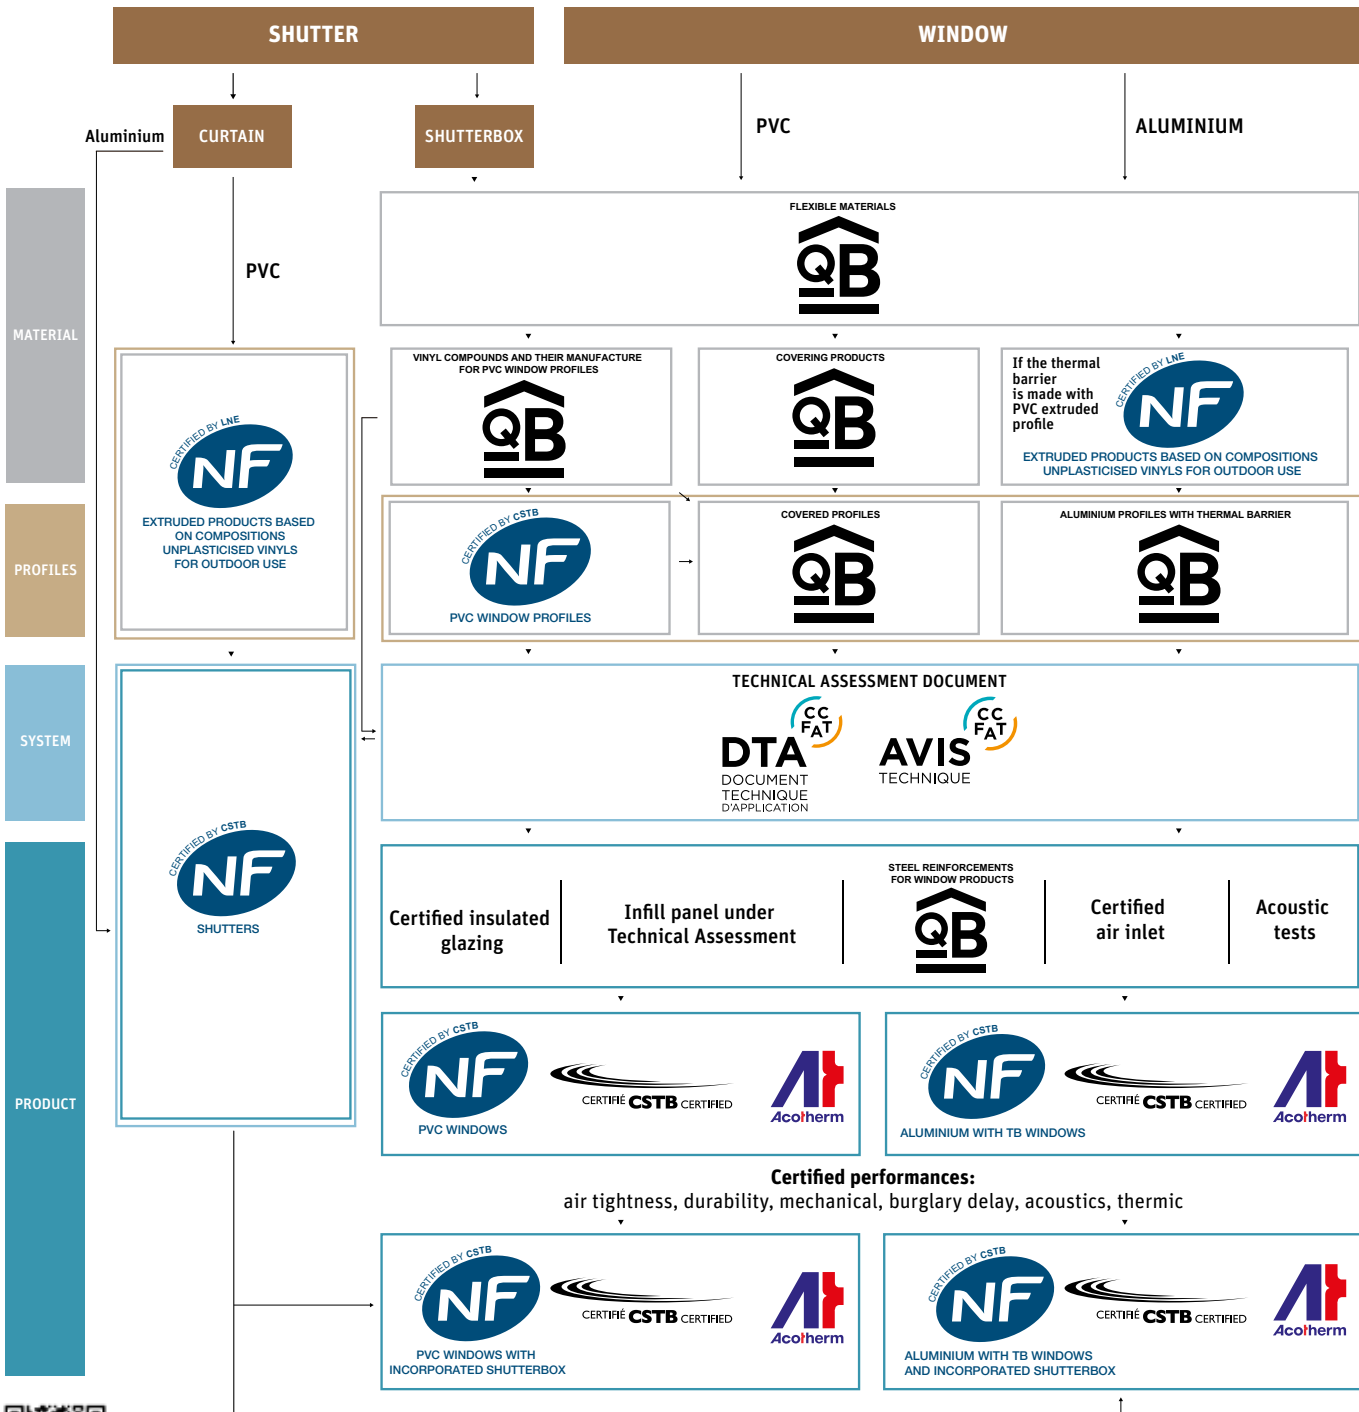 SHUTTER
WINDOW
Aluminium
CURTAIN
SHUTTERBOX
PVC
ALUMINIUM
MATERIAL
PVC
FLEXIBLE MATERIALS
QB
CERTIFIED BY LNE
NF
EXTRUDED PRODUCTS BASED
ON COMPOSITIONS
UNPLASTICISED VINYLS
FOR OUTDOOR USE
VINYL COMPOUNDS AND THEIR MANUFACTURE
FOR PVC WINDOW PROFILES
QB
COVERING PRODUCTS
QB
If the thermal
barrier
is made with
PVC extruded
profile
CERTIFIED BY LNE
NF
EXTRUDED PRODUCTS BASED ON COMPOSITIONS
UNPLASTICISED VINYLS FOR OUTDOOR USE
PROFILES
CERTIFIED BY CSTB
NF
PVC WINDOW PROFILES
COVERED PROFILES
QB
ALUMINIUM PROFILES WITH THERMAL BARRIER
QB
SYSTEM
TECHNICAL ASSESSMENT DOCUMENT
CC
FAT
DTA
DOCUMENT
TECHNIQUE
D'APPLICATION
CC
FAT
AVIS
TECHNIQUE
CERTIFIED BY CSTB
NF
SHUTTERS
PRODUCT
Certified insulated
glazing
Infill panel under
Technical Assessment
STEEL REINFORCEMENTS
FOR WINDOW PRODUCTS
QB
Certified
air inlet
Acoustic
tests
CERTIFIED BY CSTB
NF
PVC WINDOWS
CERTIFIÉ CSTB CERTIFIED
Acotherm
CERTIFIED BY CSTB
NF
ALUMINIUM WITH TB WINDOWS
CERTIFIÉ CSTB CERTIFIED
Acotherm
Certified performances:
air tightness, durability, mechanical, burglary delay, acoustics, thermic
CERTIFIED BY CSTB
NF
PVC WINDOWS WITH
INCORPORATED SHUTTERBOX
CERTIFIÉ CSTB CERTIFIED
Acotherm
CERTIFIED BY CSTB
NF
ALUMINIUM WITH TB WINDOWS
AND INCORPORATED SHUTTERBOX
CERTIFIÉ CSTB CERTIFIED
Acotherm